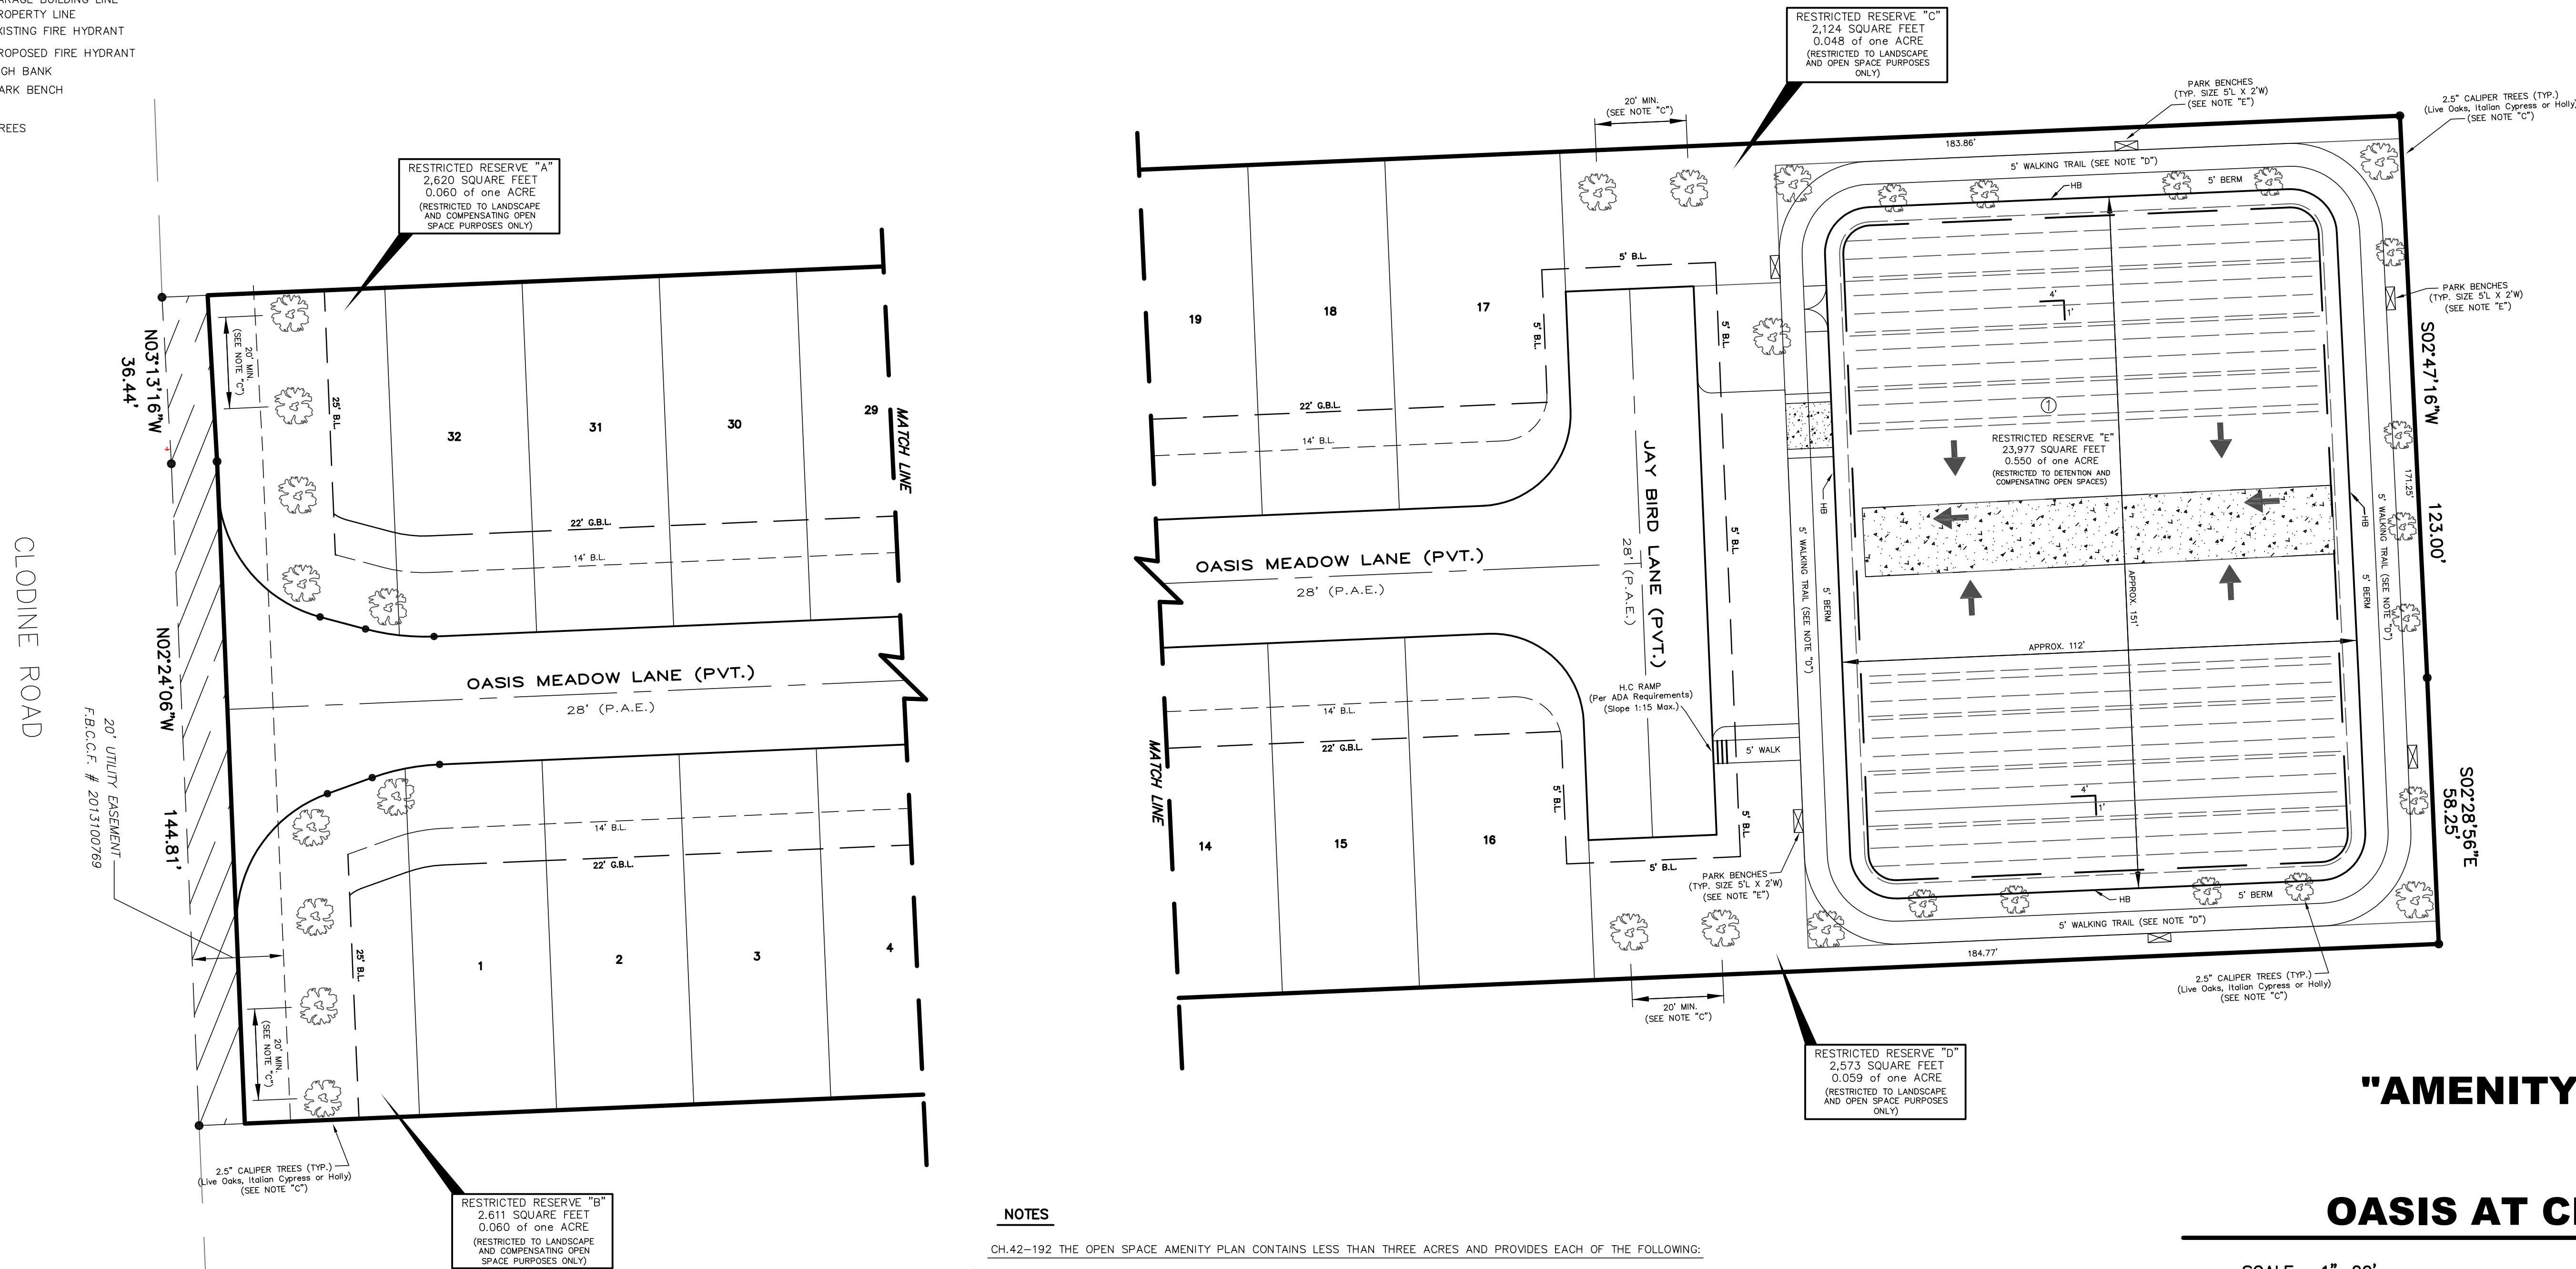 PROPERTY LINE
EXISTING FIRE HYDRANT
PROPOSED FIRE HYDRANT
HIGH BANK
PARK BENCH
TREES
RESTRICTED RESERVE "A"
2,620 SQUARE FEET
0.060 of one ACRE
(RESTRICTED TO LANDSCAPE
AND COMPENSATING OPEN
SPACE PURPOSES ONLY)
N03°13'16"W
36.44'
20' MIN.
(SEE NOTE "C")
25' B.L.
32
31
30
29
MATCH LINE
22' G.B.L.
14' B.L.
CLODINE ROAD
N02°24'06"W
144.81'
OASIS MEADOW LANE (PVT.)
28' (P.A.E.)
20' UTILITY EASEMENT
F.B.C.C.F. # 2013100769
14' B.L.
22' G.B.L.
25' B.L.
1
2
3
4
20' MIN.
(SEE NOTE "C")
2.5" CALIPER TREES (TYP.)
(Live Oaks, Italian Cypress or Holly)
(SEE NOTE "C")
RESTRICTED RESERVE "B"
2.611 SQUARE FEET
0.060 of one ACRE
(RESTRICTED TO LANDSCAPE
AND COMPENSATING OPEN
SPACE PURPOSES ONLY)
RESTRICTED RESERVE "C"
2,124 SQUARE FEET
0.048 of one ACRE
(RESTRICTED TO LANDSCAPE
AND OPEN SPACE PURPOSES
ONLY)
20' MIN.
(SEE NOTE "C")
PARK BENCHES
(TYP. SIZE 5'L X 2'W)
(SEE NOTE "E")
2.5" CALIPER TREES (TYP.)
(Live Oaks, Italian Cypress or Holly)
(SEE NOTE "C")
183.86'
5' WALKING TRAIL (SEE NOTE "D")
5' BERM
HB
19
18
17
5' B.L.
5' B.L.
5' B.L.
22' G.B.L.
14' B.L.
4'
1'
PARK BENCHES
(TYP. SIZE 5'L X 2'W)
(SEE NOTE "E")
S02°47'16"W
123.00'
171.25'
1
RESTRICTED RESERVE "E"
23,977 SQUARE FEET
0.550 of one ACRE
(RESTRICTED TO DETENTION AND
COMPENSATING OPEN SPACES)
HB
HB
5' WALKING TRAIL (SEE NOTE "D")
5' BERM
5' WALKING TRAIL (SEE NOTE "D")
5' BERM
OASIS MEADOW LANE (PVT.)
28' (P.A.E.)
JAY BIRD LANE (PVT.)
28' (P.A.E.)
5' B.L.
APPROX. 151'
APPROX. 112'
H.C RAMP
(Per ADA Requirements)
(Slope 1:15 Max.)
5' WALK
14' B.L.
22' G.B.L.
MATCH LINE
14
15
16
5' B.L.
5' B.L.
5' B.L.
4'
1'
S02°28'56"E
58.25'
PARK BENCHES
(TYP. SIZE 5'L X 2'W)
(SEE NOTE "E")
HB
5' BERM
5' WALKING TRAIL (SEE NOTE "D")
184.77'
20' MIN.
(SEE NOTE "C")
2.5" CALIPER TREES (TYP.)
(Live Oaks, Italian Cypress or Holly)
(SEE NOTE "C")
RESTRICTED RESERVE "D"
2,573 SQUARE FEET
0.059 of one ACRE
(RESTRICTED TO LANDSCAPE
AND OPEN SPACE PURPOSES
ONLY)
"AMENITY
OASIS AT
NOTES
CH.42-192 THE OPEN SPACE AMENITY PLAN CONTAINS LESS THAN THREE ACRES AND PROVIDES EACH OF THE FOLLOWING: